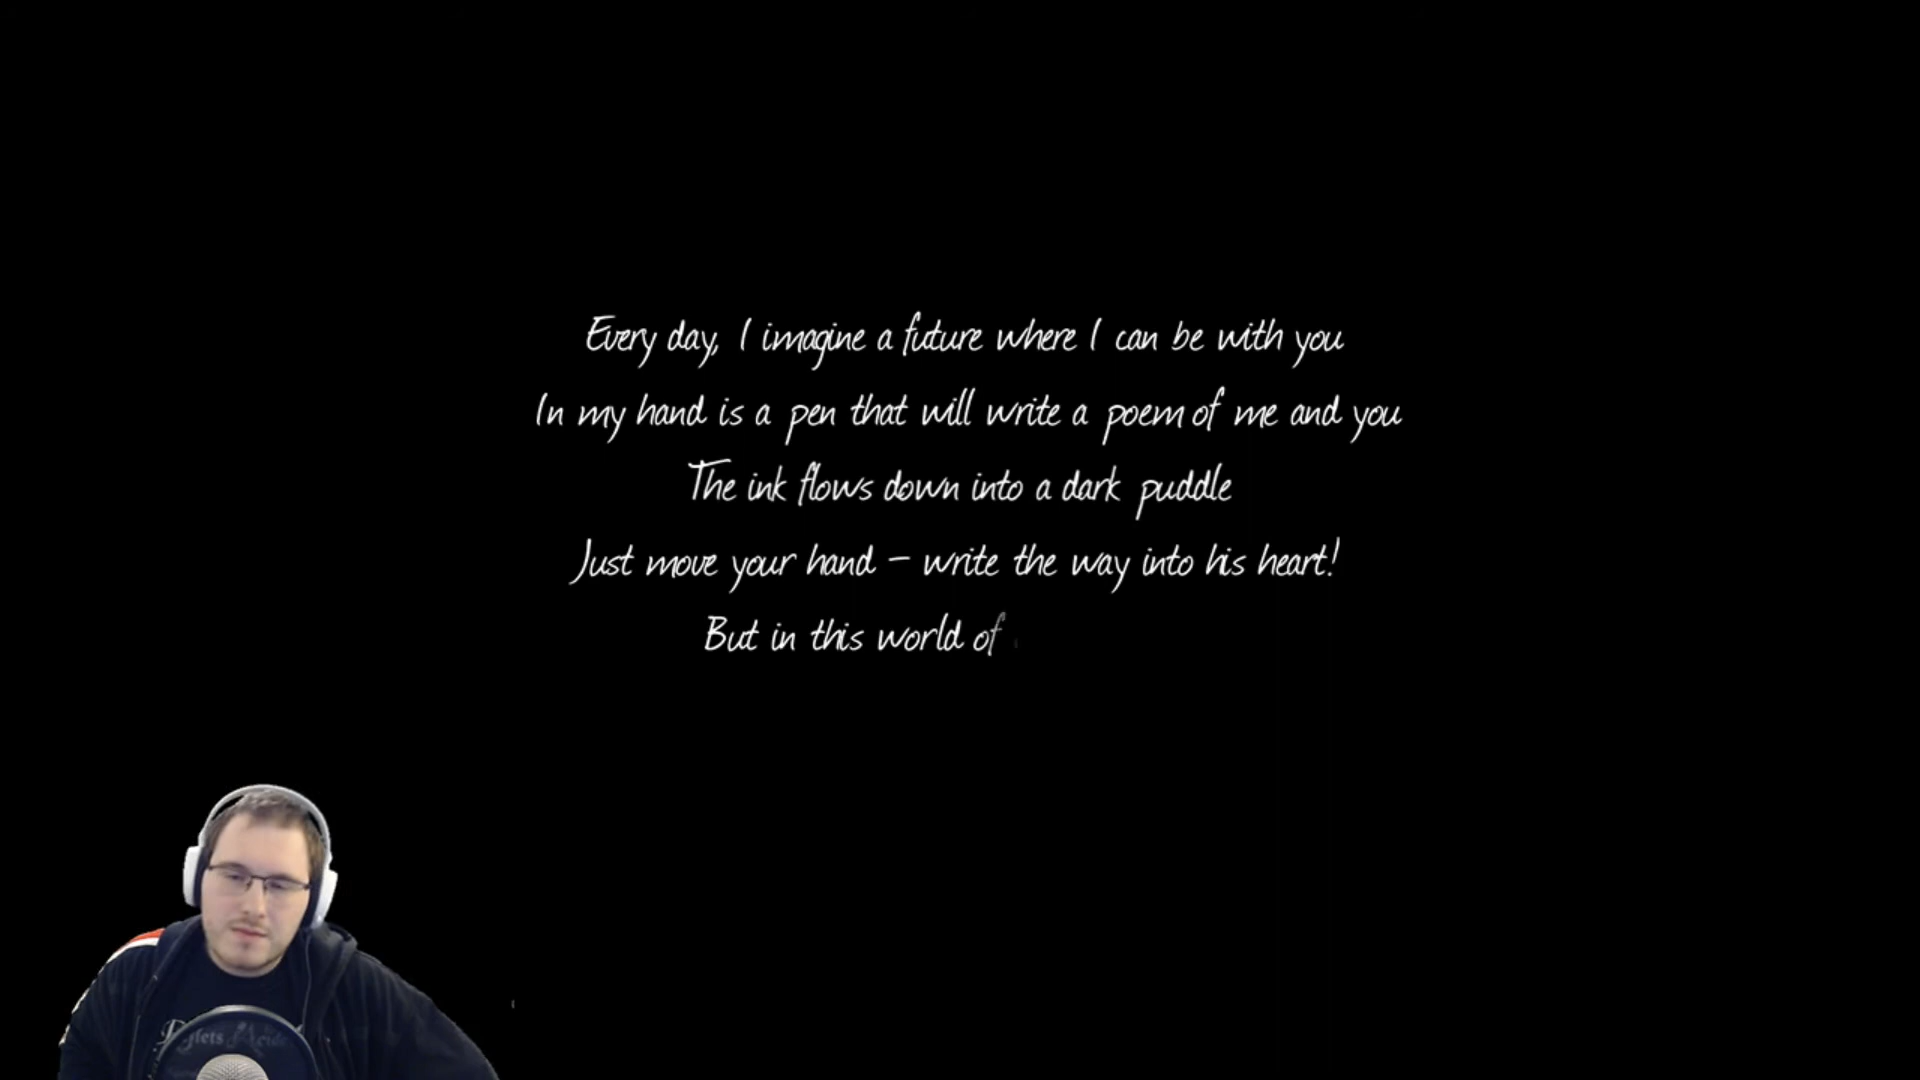 Every day, I imagine a future where I can be with you
In my hand is a pen that will write a poem of me and you
The ink flows down into a dark puddle
Just move your hand – write the way into his heart!
But in this world of